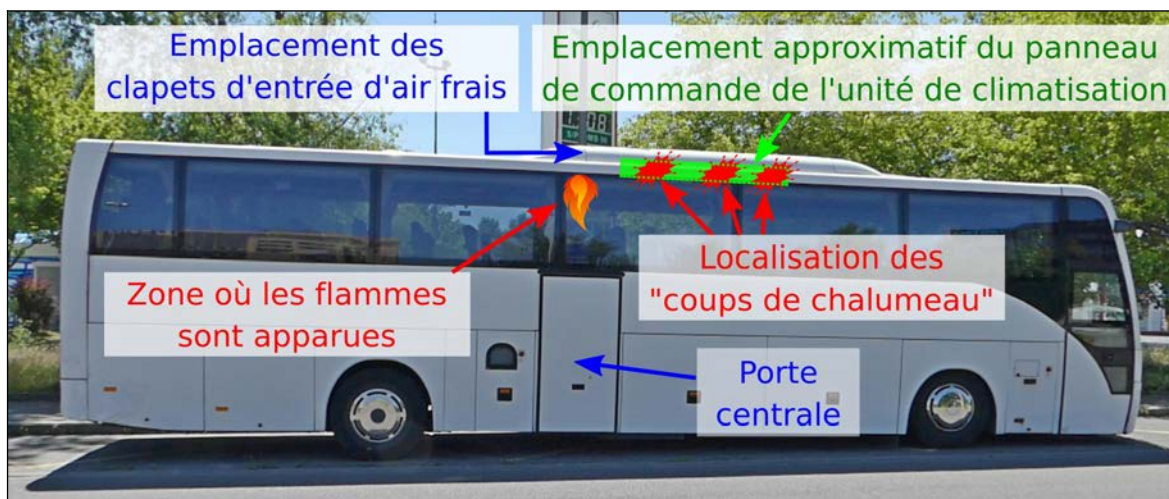 Emplacement des
clapets d'entrée d'air frais
Emplacement approximatif du panneau
de commande de l'unité de climatisation
Zone où les flammes
sont apparues
Localisation des
"coups de chalumeau"
Porte
centrale